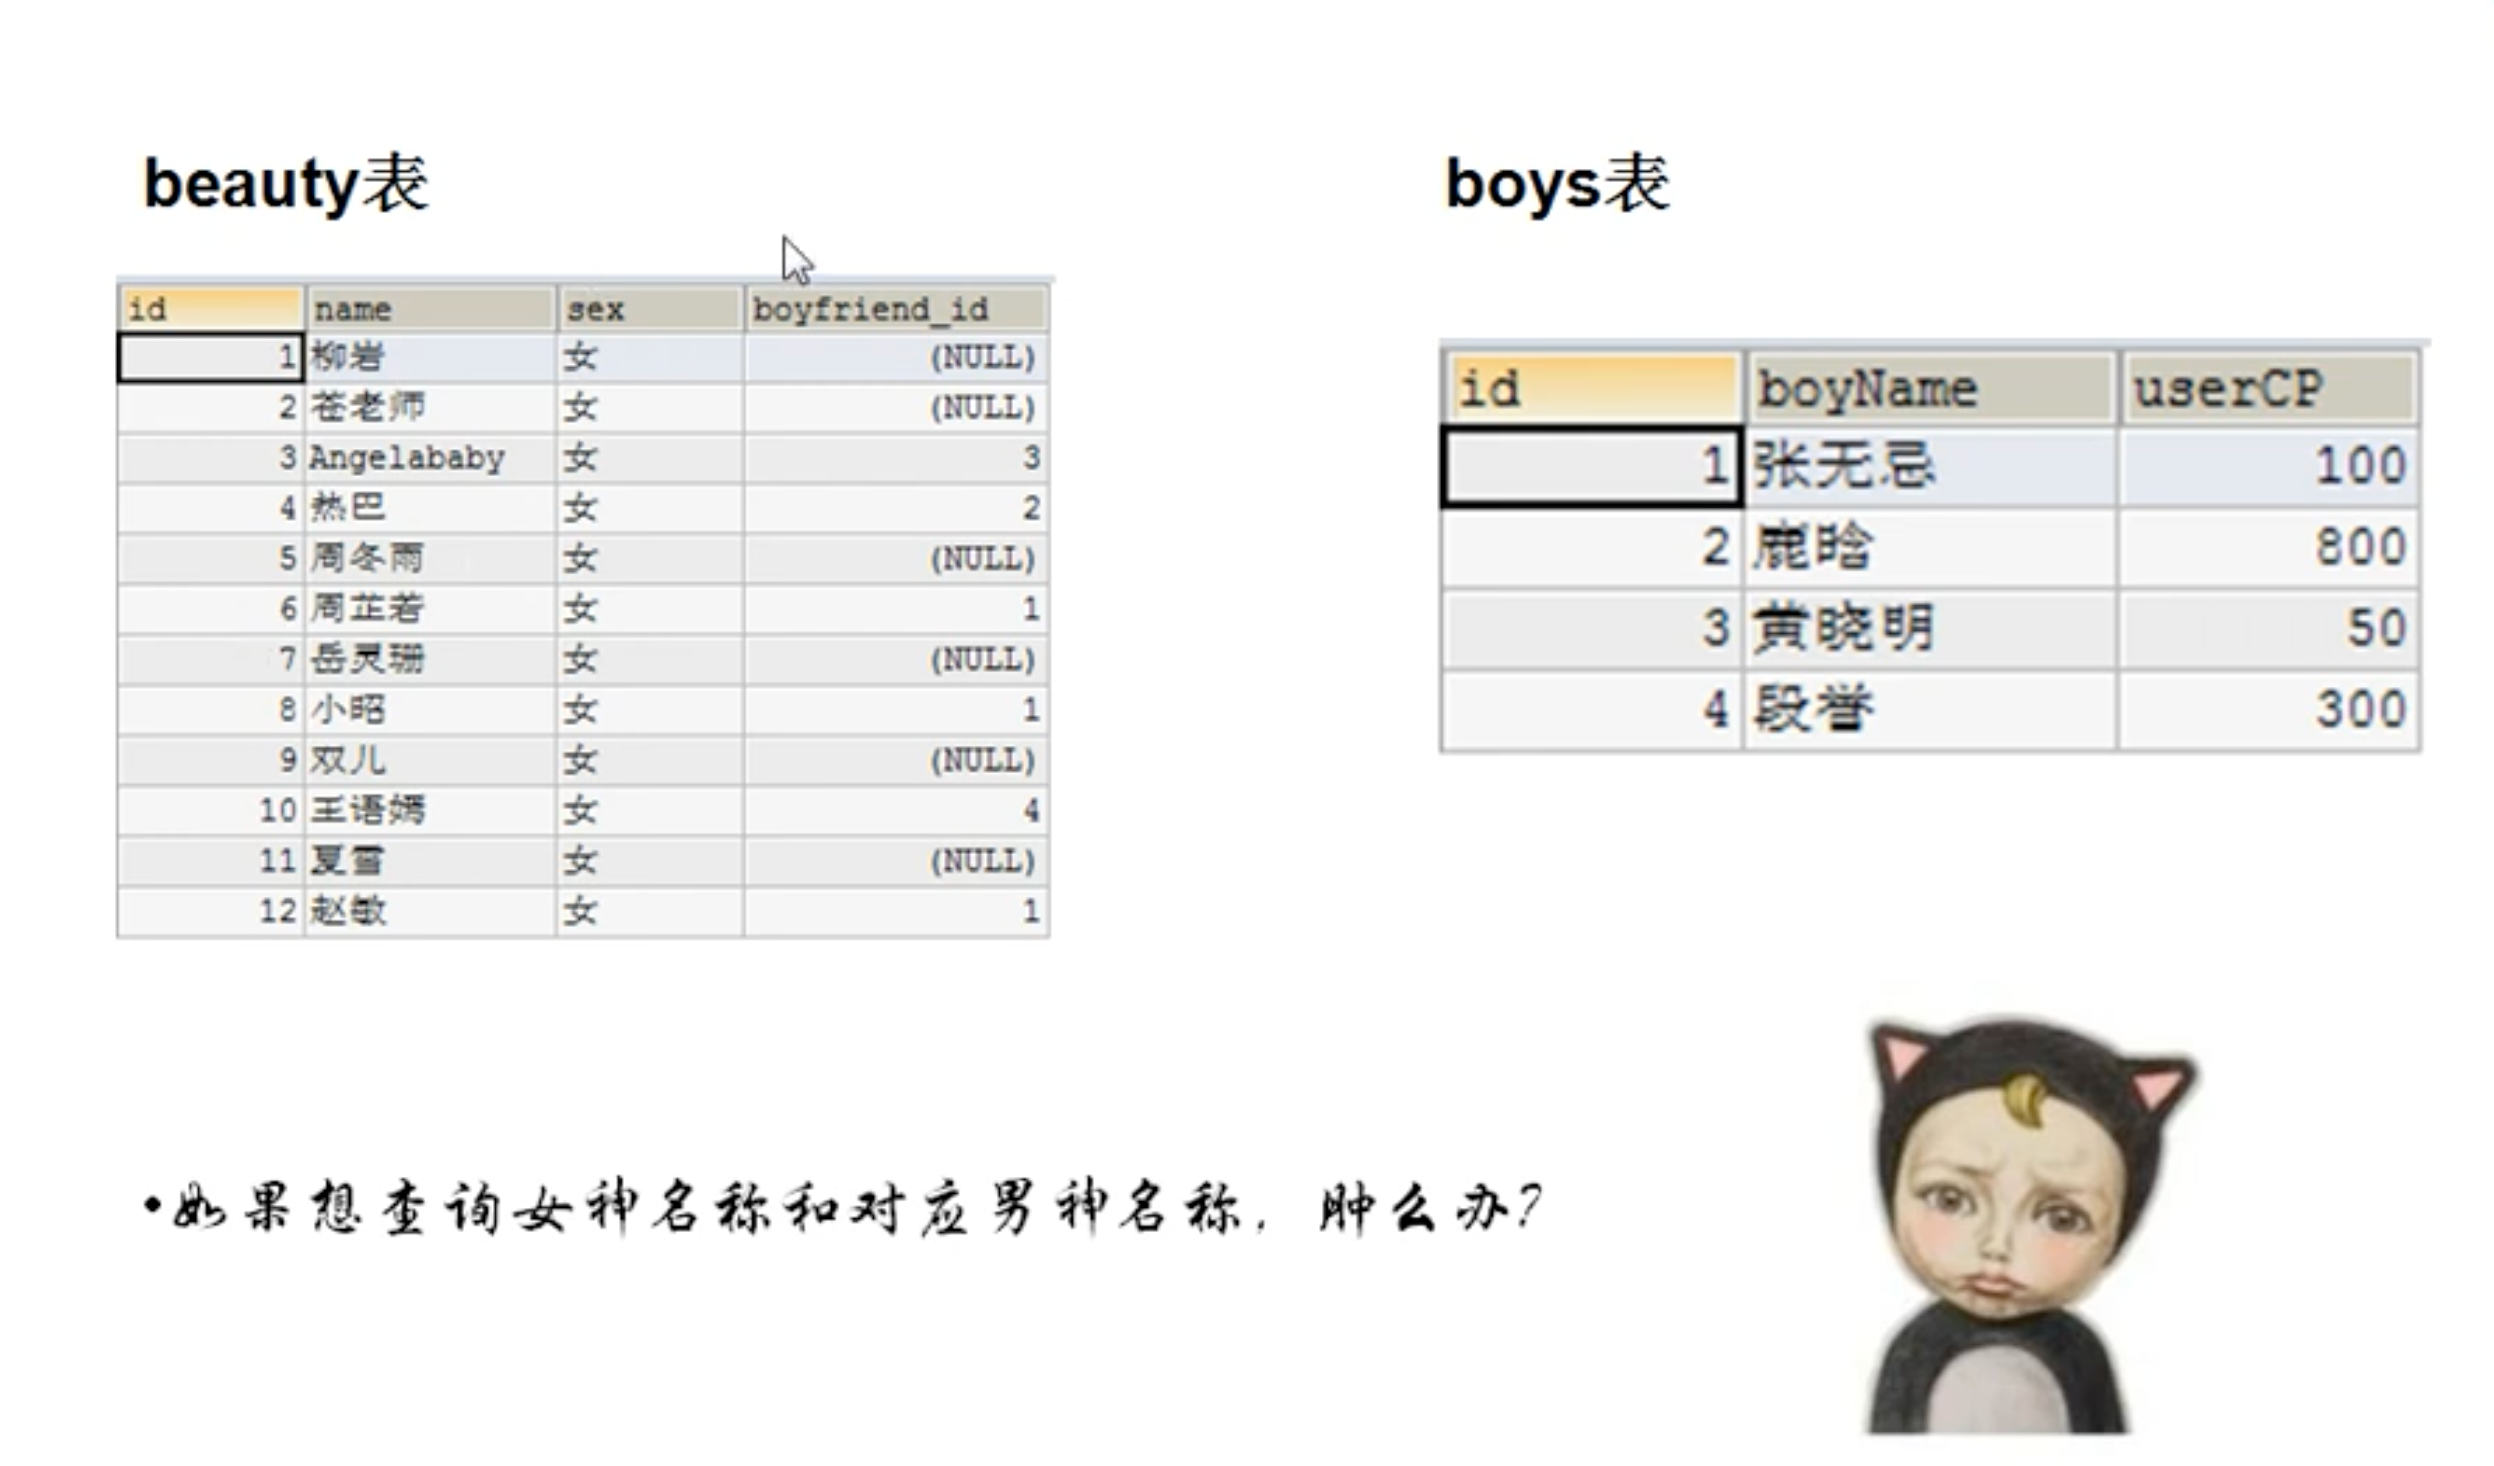 beauty表
boys表
id name sex boyfriend_id
1 柳岩 女 (NULL)
2 苍老师 女 (NULL)
3 Angelababy 女 3
4 热巴 女 2
5 周冬雨 女 (NULL)
6 周芷若 女 1
7 岳灵珊 女 (NULL)
8 小昭 女 1
9 双儿 女 (NULL)
10 王语嫣 女 4
11 夏雪 女 (NULL)
12 赵敏 女 1
id boyName userCP
1 张无忌 100
2 鹿晗 800
3 黄晓明 50
4 段誉 300
•如果想查询女神名称和对应男神名称，肿么办？